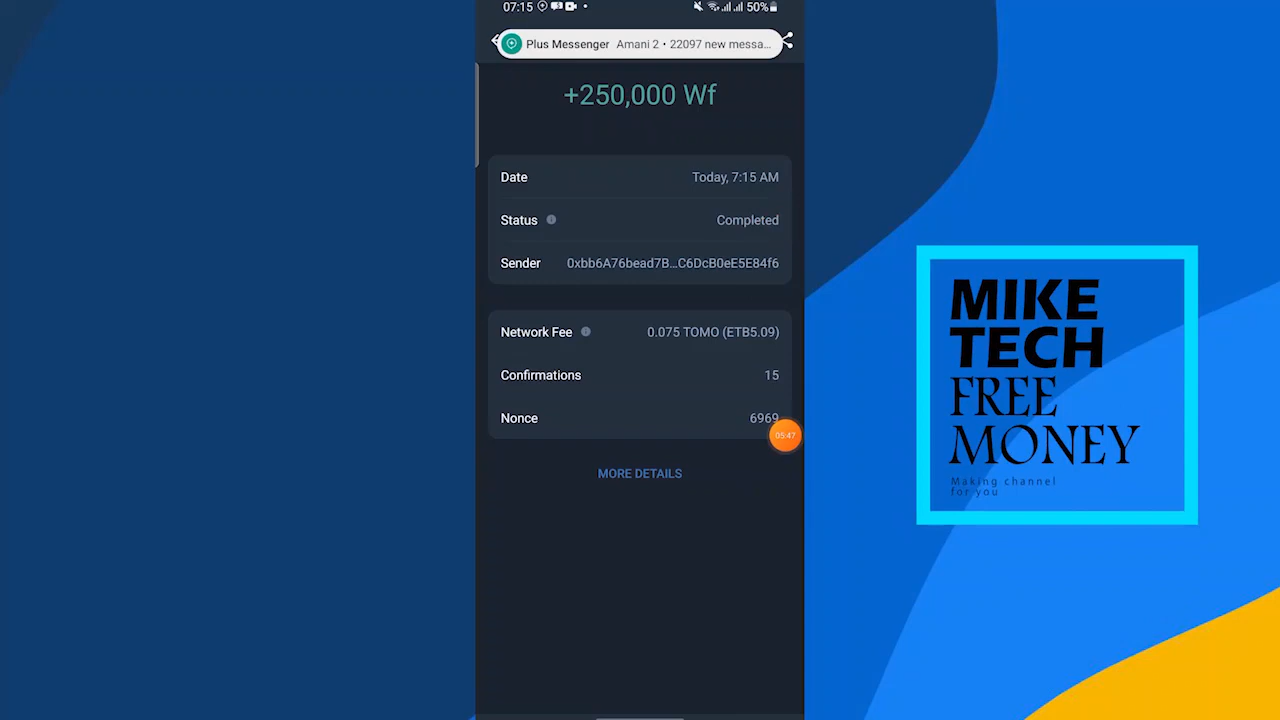 07:15 50%
Plus Messenger Amani 2 • 22097 new messa...
+250,000 Wf
Date Today, 7:15 AM
Status Completed
Sender 0xbb6A76bead7B...C6DcB0eE5E84f6
Network Fee 0.075 TOMO (ETB5.09)
Confirmations 15
Nonce 6969
05:47
MORE DETAILS
MIKE
TECH
FREE
MONEY
Making channel
for you